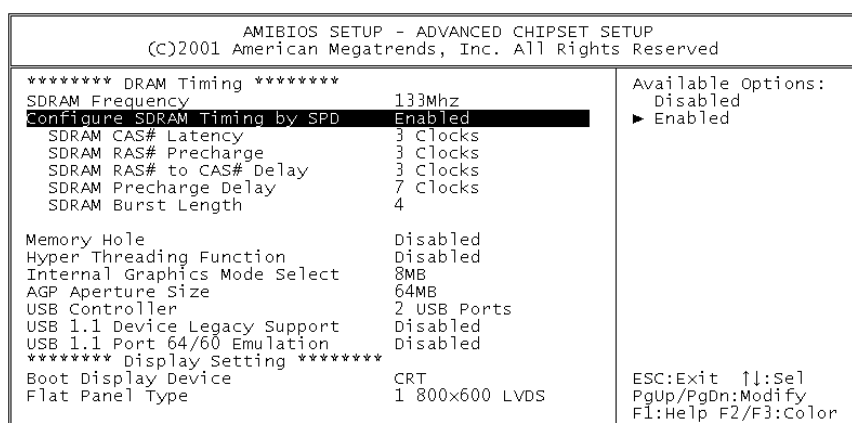 AMIBIOS SETUP - ADVANCED CHIPSET SETUP
(C)2001 American Megatrends, Inc. All Rights Reserved
******** DRAM Timing ********
SDRAM Frequency 133Mhz
Configure SDRAM Timing by SPD Enabled
SDRAM CAS# Latency 3 Clocks
SDRAM RAS# Precharge 3 Clocks
SDRAM RAS# to CAS# Delay 3 Clocks
SDRAM Precharge Delay 7 Clocks
SDRAM Burst Length 4
Memory Hole Disabled
Hyper Threading Function Disabled
Internal Graphics Mode Select 8MB
AGP Aperture Size 64MB
USB Controller 2 USB Ports
USB 1.1 Device Legacy Support Disabled
USB 1.1 Port 64/60 Emulation Disabled
******** Display Setting ********
Boot Display Device CRT
Flat Panel Type 1 800x600 LVDS
Available Options:
Disabled
► Enabled
ESC:Exit ↑↓:Sel
PgUp/PgDn:Modify
F1:Help F2/F3:Color